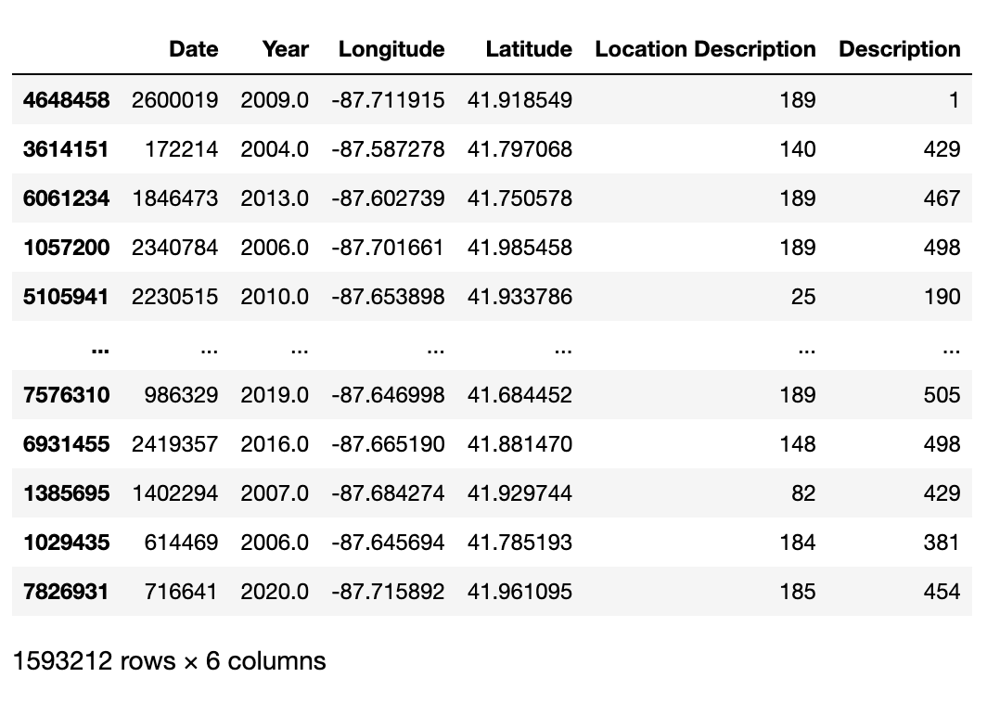 Date Year Longitude Latitude Location Description Description
4648458 2600019 2009.0 -87.711915 41.918549 189 1
3614151 172214 2004.0 -87.587278 41.797068 140 429
6061234 1846473 2013.0 -87.602739 41.750578 189 467
1057200 2340784 2006.0 -87.701661 41.985458 189 498
5105941 2230515 2010.0 -87.653898 41.933786 25 190
... ... ... ... ... ... ...
7576310 986329 2019.0 -87.646998 41.684452 189 505
6931455 2419357 2016.0 -87.665190 41.881470 148 498
1385695 1402294 2007.0 -87.684274 41.929744 82 429
1029435 614469 2006.0 -87.645694 41.785193 184 381
7826931 716641 2020.0 -87.715892 41.961095 185 454
1593212 rows × 6 columns